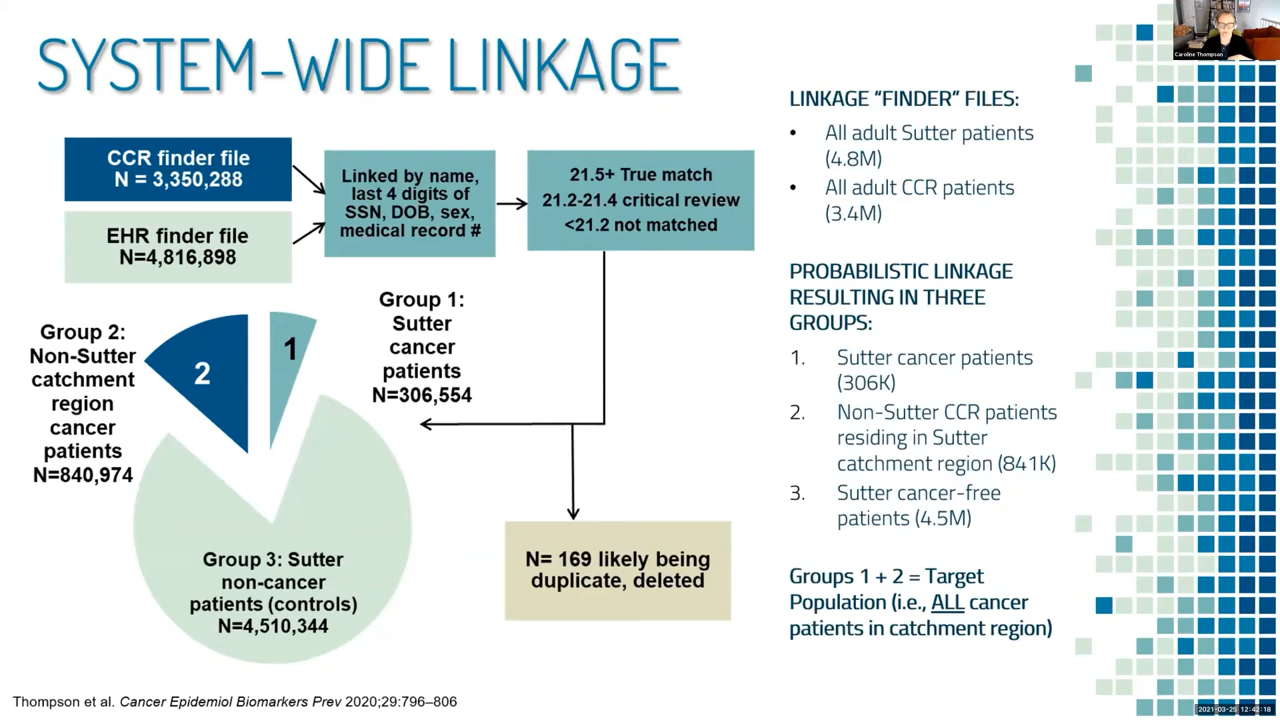 SYSTEM-WIDE LINKAGE
Caroline Thompson
CCR finder file
N = 3,350,288
EHR finder file
N=4,816,898
Linked by name,
last 4 digits of
SSN, DOB, sex,
medical record #
21.5+ True match
21.2-21.4 critical review
<21.2 not matched
Group 1:
Sutter
cancer
patients
N=306,554
Group 2:
Non-Sutter
catchment
region
cancer
patients
N=840,974
2
1
Group 3: Sutter
non-cancer
patients (controls)
N=4,510,344
N= 169 likely being
duplicate, deleted
LINKAGE “FINDER” FILES:
• All adult Sutter patients
(4.8M)
• All adult CCR patients
(3.4M)
PROBABILISTIC LINKAGE
RESULTING IN THREE
GROUPS:
1. Sutter cancer patients
(306K)
2. Non-Sutter CCR patients
residing in Sutter
catchment region (841K)
3. Sutter cancer-free
patients (4.5M)
Groups 1 + 2 = Target
Population (i.e., ALL cancer
patients in catchment region)
Thompson et al. Cancer Epidemiol Biomarkers Prev 2020;29:796–806
2021-03-25 12:42:18